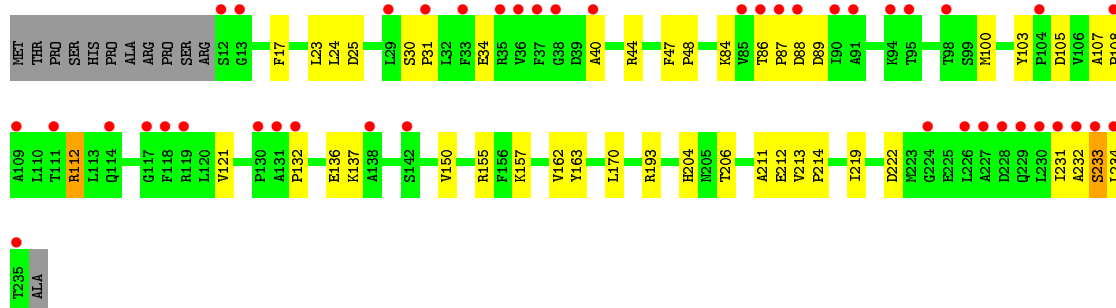 MET THR PRO SER HIS ALA ARG PRO SER ARG S12 G13 F17 L23 L24 D25 L29 S30 P31 L32 F33 E34 R35 V36 F37 G38 D39 A40 R44 F47 P48 K84 V85 T86 P87 D88 D89 I90 A91 K94 T95 T98 S99 M100 Y103 P104 D105 V106 A107
A109 L110 T111 R112 L113 Q114 G117 F118 R119 L120 V121 P130 A131 P132 E136 K137 A138 S142 V150 R155 F156 K157 V162 Y163 L170 R193 H204 N205 T206 A211 E212 V213 P214 I219 D222 M223 G224 E225 L226 A227 D228 Q229 L230 I231 A232 S233
T235 ALA